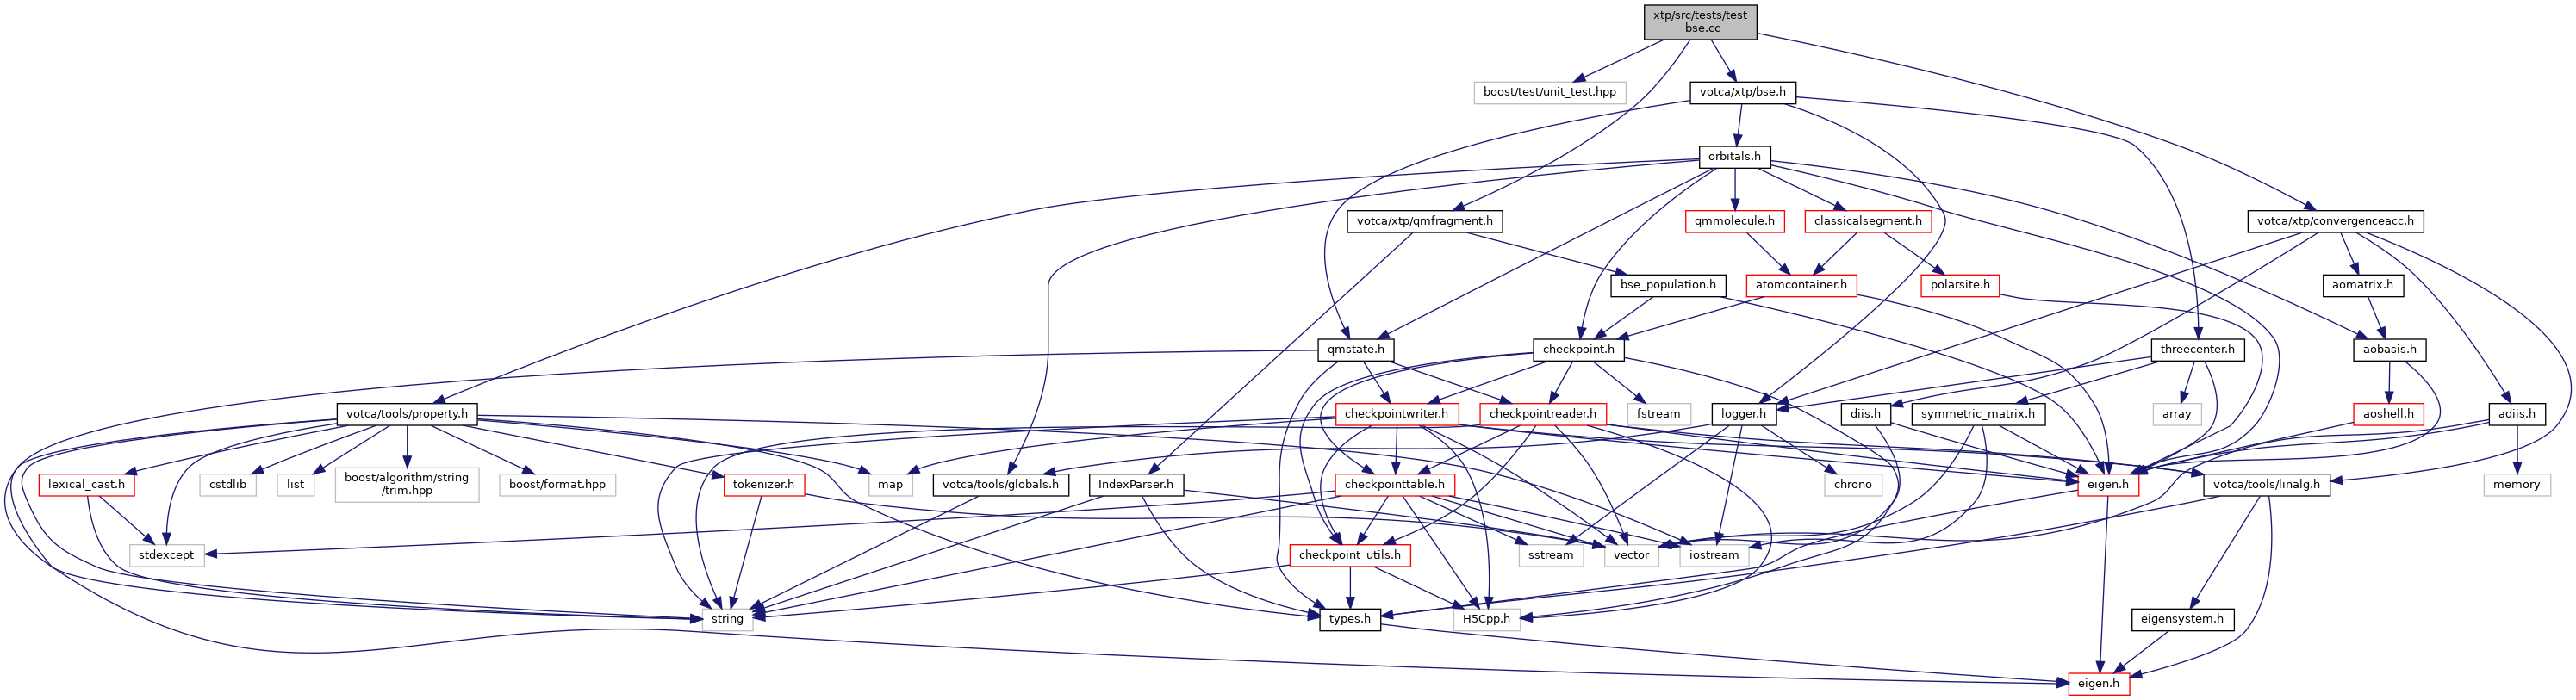 xtp/src/tests/test
_bse.cc
boost/test/unit_test.hpp
votca/xtp/bse.h
orbitals.h
votca/xtp/qmfragment.h
qmmolecule.h
classicalsegment.h
votca/xtp/convergenceacc.h
bse_population.h
atomcontainer.h
polarsite.h
aomatrix.h
qmstate.h
checkpoint.h
threecenter.h
aobasis.h
votca/tools/property.h
checkpointwriter.h
checkpointreader.h
fstream
logger.h
diis.h
symmetric_matrix.h
array
aoshell.h
adiis.h
lexical_cast.h
cstdlib
list
boost/algorithm/string
/trim.hpp
boost/format.hpp
tokenizer.h
map
votca/tools/globals.h
IndexParser.h
checkpointtable.h
chrono
eigen.h
votca/tools/linalg.h
memory
stdexcept
checkpoint_utils.h
sstream
vector
iostream
string
types.h
H5Cpp.h
eigensystem.h
eigen.h